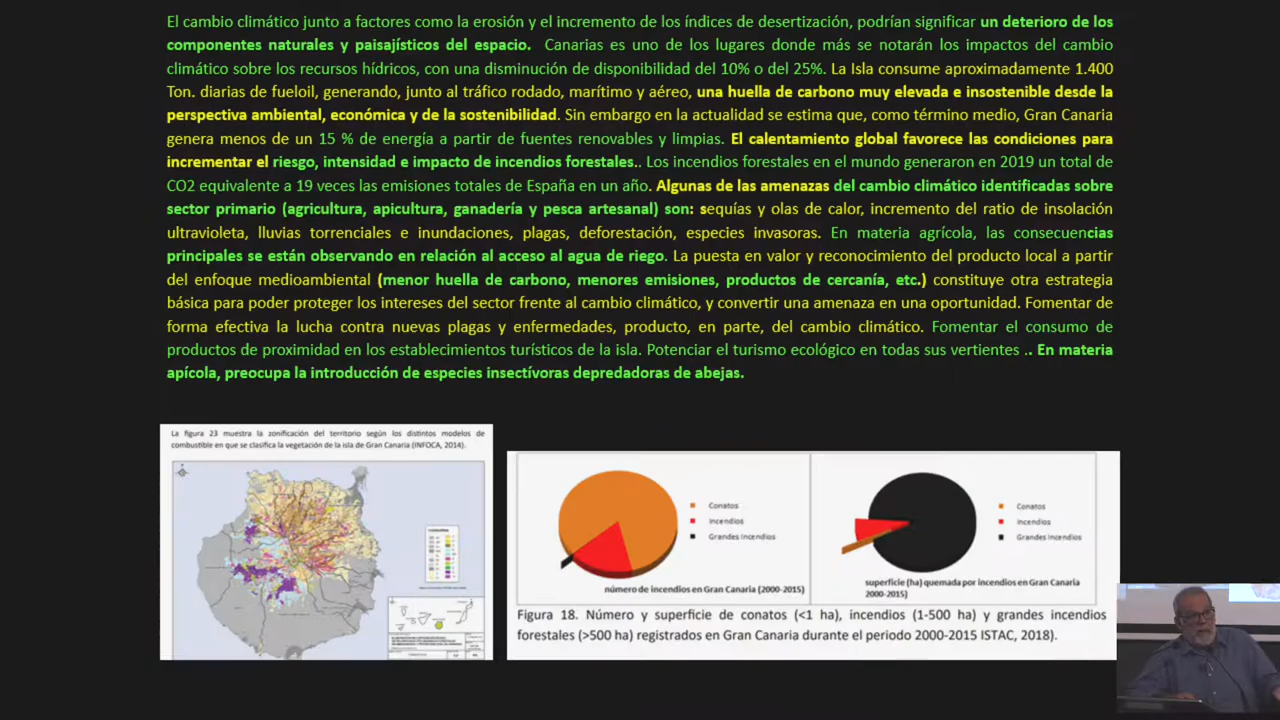 El cambio climático junto a factores como la erosión y el incremento de los índices de desertización, podrían significar un deterioro de los
componentes naturales y paisajísticos del espacio. Canarias es uno de los lugares donde más se notarán los impactos del cambio
climático sobre los recursos hídricos, con una disminución de disponibilidad del 10% o del 25%. La Isla consume aproximadamente 1.400
Ton. diarias de fueloil, generando, junto al tráfico rodado, marítimo y aéreo, una huella de carbono muy elevada e insostenible desde la
perspectiva ambiental, económica y de la sostenibilidad. Sin embargo en la actualidad se estima que, como término medio, Gran Canaria
genera menos de un 15 % de energía a partir de fuentes renovables y limpias. El calentamiento global favorece las condiciones para
incrementar el riesgo, intensidad e impacto de incendios forestales.. Los incendios forestales en el mundo generaron en 2019 un total de
CO2 equivalente a 19 veces las emisiones totales de España en un año. Algunas de las amenazas del cambio climático identificadas sobre
sector primario (agricultura, apicultura, ganadería y pesca artesanal) son: sequías y olas de calor, incremento del ratio de insolación
ultravioleta, lluvias torrenciales e inundaciones, plagas, deforestación, especies invasoras. En materia agrícola, las consecuencias
principales se están observando en relación al acceso al agua de riego. La puesta en valor y reconocimiento del producto local a partir
del enfoque medioambiental (menor huella de carbono, menores emisiones, productos de cercanía, etc.) constituye otra estrategia
básica para poder proteger los intereses del sector frente al cambio climático, y convertir una amenaza en una oportunidad. Fomentar de
forma efectiva la lucha contra nuevas plagas y enfermedades, producto, en parte, del cambio climático. Fomentar el consumo de
productos de proximidad en los establecimientos turísticos de la isla. Potenciar el turismo ecológico en todas sus vertientes .. En materia
apícola, preocupa la introducción de especies insectívoras depredadoras de abejas.
La figura 23 muestra la zonificación del territorio según los distintos modelos de
combustible en que se clasifica la vegetación de la isla de Gran Canaria (INFOCA, 2014).
Conatos
Incendios
Grandes Incendios
número de incendios en Gran Canaria (2000-2015)
Conatos
Incendios
Grandes Incendios
superficie (ha) quemada por incendios en Gran Canaria
2000-2015)
Figura 18. Número y superficie de conatos (<1 ha), incendios (1-500 ha) y grandes incendios
forestales (>500 ha) registrados en Gran Canaria durante el periodo 2000-2015 ISTAC, 2018).